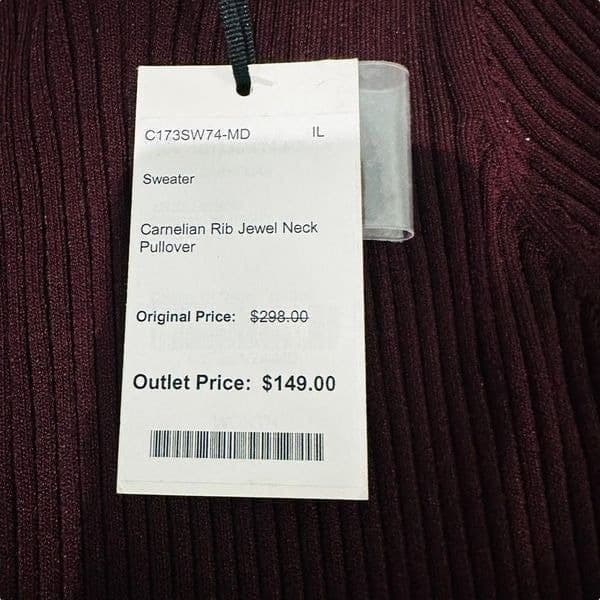 C173SW74-MD IL
Sweater
Carnelian Rib Jewel Neck
Pullover
Original Price: $298.00
Outlet Price: $149.00